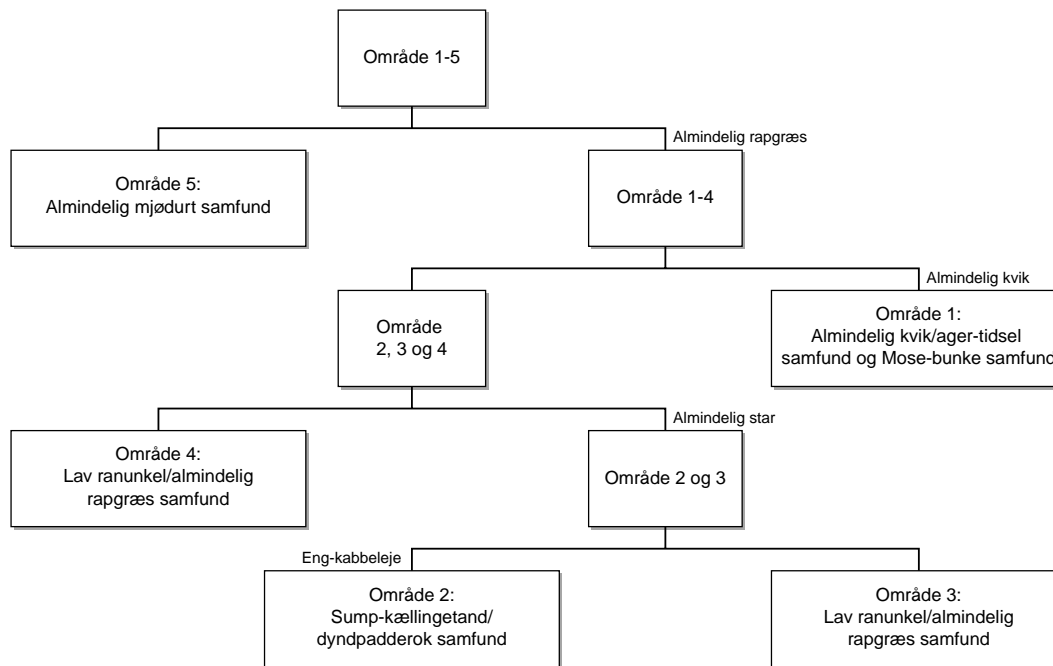 Område 1-5
Almindelig rapgræs
Område 5:
Almindelig mjødurt samfund
Område 1-4
Almindelig kvik
Område
2, 3 og 4
Område 1:
Almindelig kvik/ager-tidsel
samfund og Mose-bunke samfund
Almindelig star
Område 4:
Lav ranunkel/almindelig
rapgræs samfund
Område 2 og 3
Eng-kabbeleje
Område 2:
Sump-kællingetand/
dyndpadderok samfund
Område 3:
Lav ranunkel/almindelig
rapgræs samfund